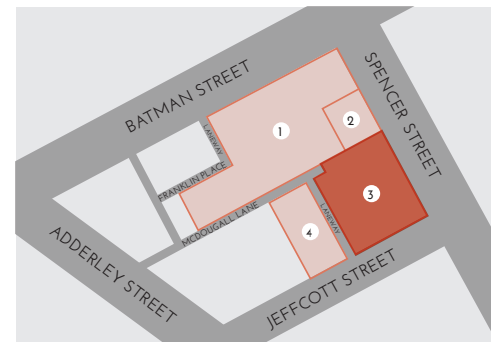 BATMAN STREET
SPENCER STREET
LANEWAY
1
2
FRANKLIN PLACE
3
MCDOUGALL LANE
LANEWAY
4
ADDERLEY STREET
JEFFCOTT STREET